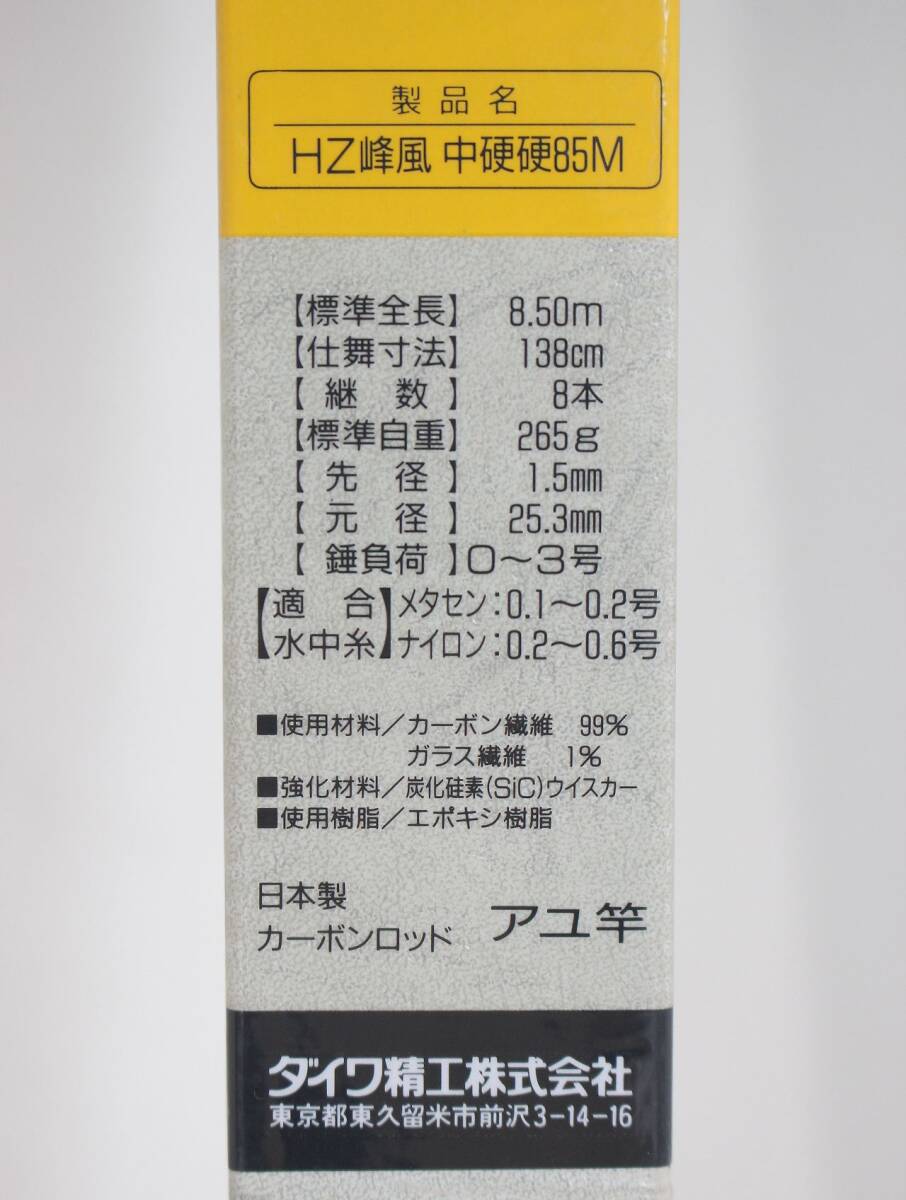 製品名
HZ峰風 中硬硬85M
【標準全長】 8.50m
【仕舞寸法】 138cm
【 継 数 】 8本
【標準自重】 265g
【 先 径 】 1.5mm
【 元 径 】 25.3mm
【 錘負荷 】0～3号
【適 合】メタセン:0.1～0.2号
【水中糸】ナイロン:0.2～0.6号
■使用材料／カーボン繊維 99%
ガラス繊維 1%
■強化材料／炭化硅素(SiC)ウイスカー
■使用樹脂／エポキシ樹脂
日本製
カーボンロッド アユ竿
ダイワ精工株式会社
東京都東久留米市前沢3-14-16